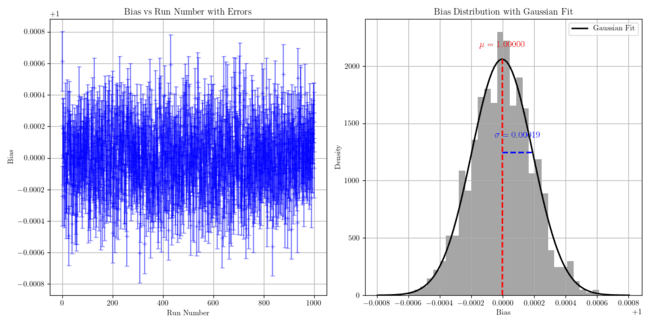 Bias vs Run Number with Errors
+1
0.0008
0.0006
0.0004
0.0002
0.0000
−0.0002
−0.0004
−0.0006
−0.0008
Bias
0 200 400 600 800 1000
Run Number
Bias Distribution with Gaussian Fit
Gaussian Fit
μ = 1.00000
σ = 0.00019
2000
1500
1000
500
0
Density
−0.0008 −0.0006 −0.0004 −0.0002 0.0000 0.0002 0.0004 0.0006 0.0008
+1
Bias